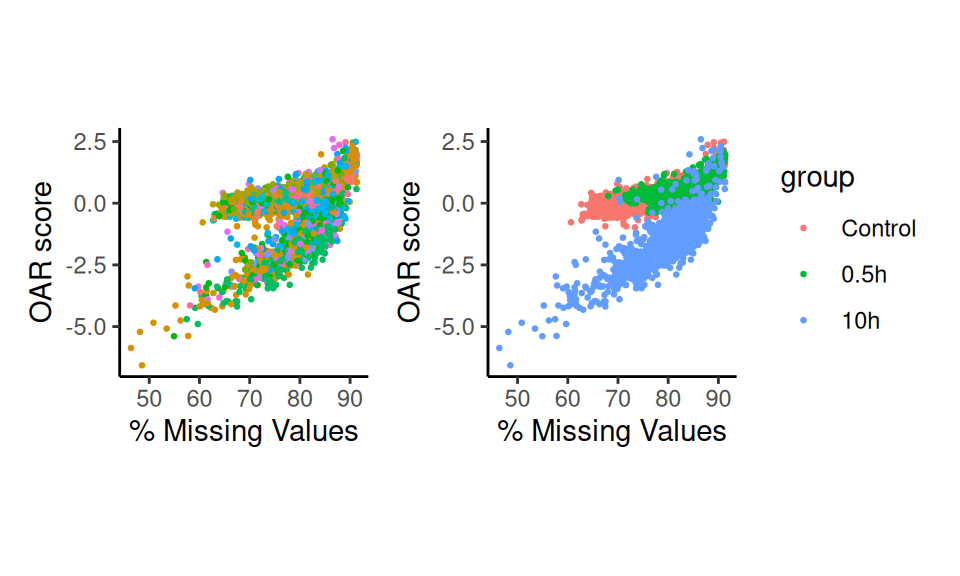 2.5
0.0
-2.5
-5.0
OAR score
50 60 70 80 90
% Missing Values
2.5
0.0
-2.5
-5.0
OAR score
50 60 70 80 90
% Missing Values
group
Control
0.5h
10h